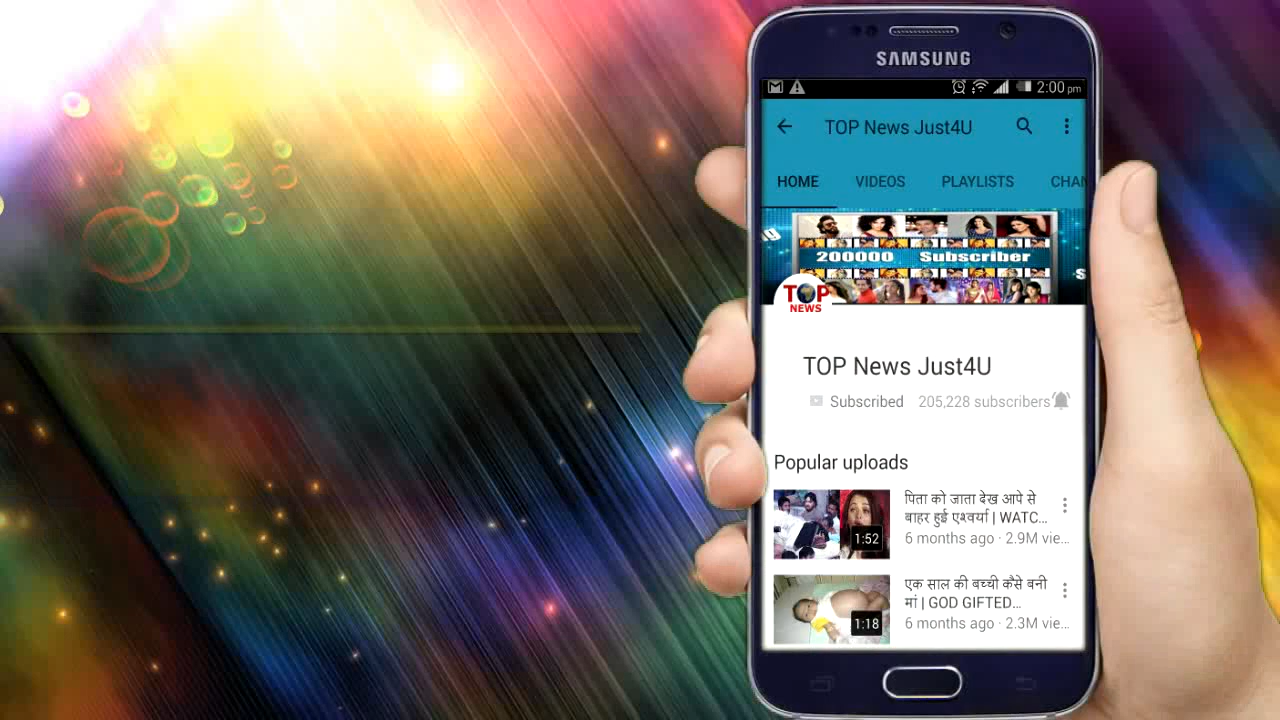 SAMSUNG
2:00 pm
TOP News Just4U
HOME VIDEOS PLAYLISTS CHAN
200000 Subscriber
TOP
NEWS
TOP News Just4U
Subscribed 205,228 subscribers
Popular uploads
पिता को जाता देख आपे से
बाहर हुई एश्वर्या | WATC...
1:52
6 months ago · 2.9M vie...
एक साल की बच्ची कैसे बनी
मां | GOD GIFTED...
1:18
6 months ago · 2.3M vie...